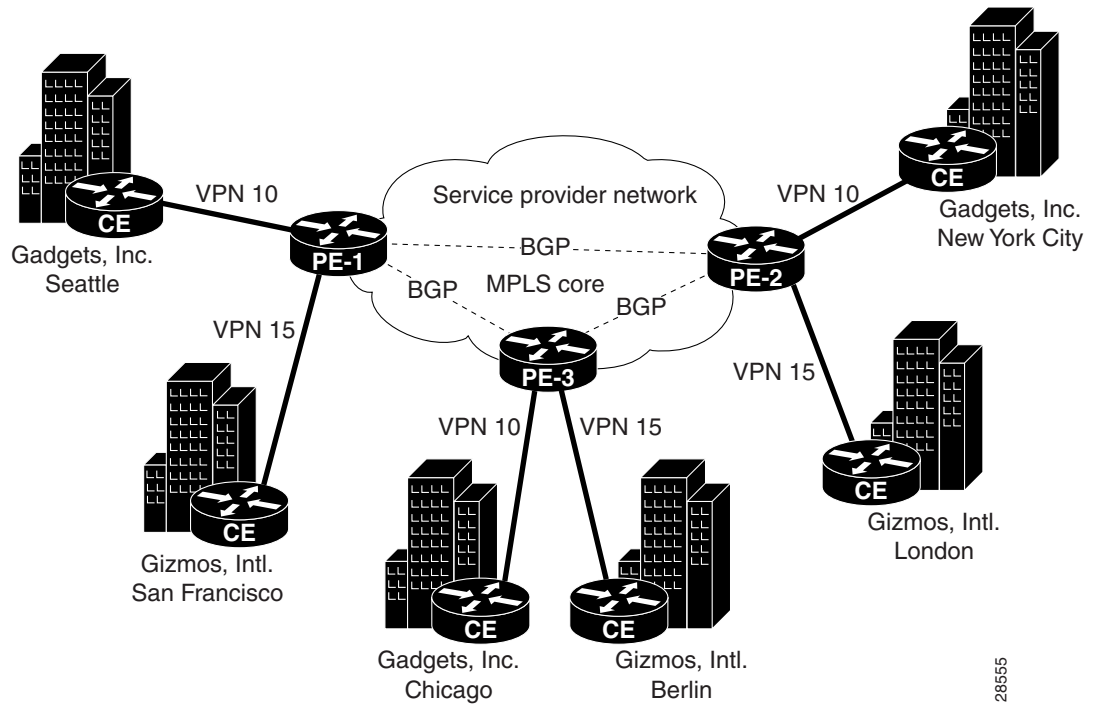 VPN 10
CE
Gadgets, Inc.
Seattle
PE-1
VPN 15
CE
Gizmos, Intl.
San Francisco
Service provider network
BGP
MPLS core
BGP
BGP
PE-3
VPN 10
VPN 15
CE
Gadgets, Inc.
Chicago
CE
Gizmos, Intl.
Berlin
PE-2
VPN 10
CE
Gadgets, Inc.
New York City
VPN 15
CE
Gizmos, Intl.
London
28555